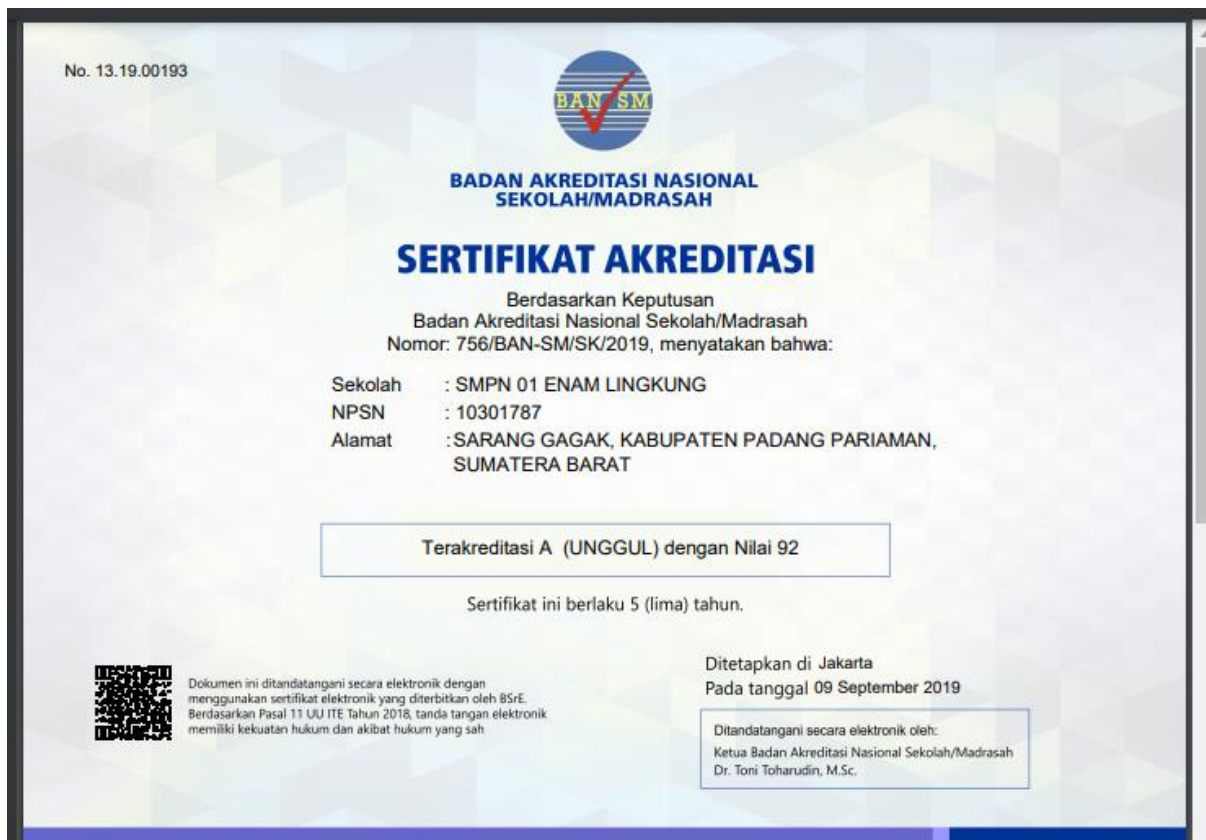 No. 13.19.00193
BAN SM
BADAN AKREDITASI NASIONAL
SEKOLAH/MADRASAH
SERTIFIKAT AKREDITASI
Berdasarkan Keputusan
Badan Akreditasi Nasional Sekolah/Madrasah
Nomor: 756/BAN-SM/SK/2019, menyatakan bahwa:
Sekolah : SMPN 01 ENAM LINGKUNG
NPSN : 10301787
Alamat : SARANG GAGAK, KABUPATEN PADANG PARIAMAN,
SUMATERA BARAT
Terakreditasi A (UNGGUL) dengan Nilai 92
Sertifikat ini berlaku 5 (lima) tahun.
Dokumen ini ditandatangani secara elektronik dengan
menggunakan sertifikat elektronik yang diterbitkan oleh BSrE.
Berdasarkan Pasal 11 UU ITE Tahun 2018, tanda tangan elektronik
memiliki kekuatan hukum dan akibat hukum yang sah
Ditetapkan di Jakarta
Pada tanggal 09 September 2019
Ditandatangani secara elektronik oleh:
Ketua Badan Akreditasi Nasional Sekolah/Madrasah
Dr. Toni Toharudin, M.Sc.